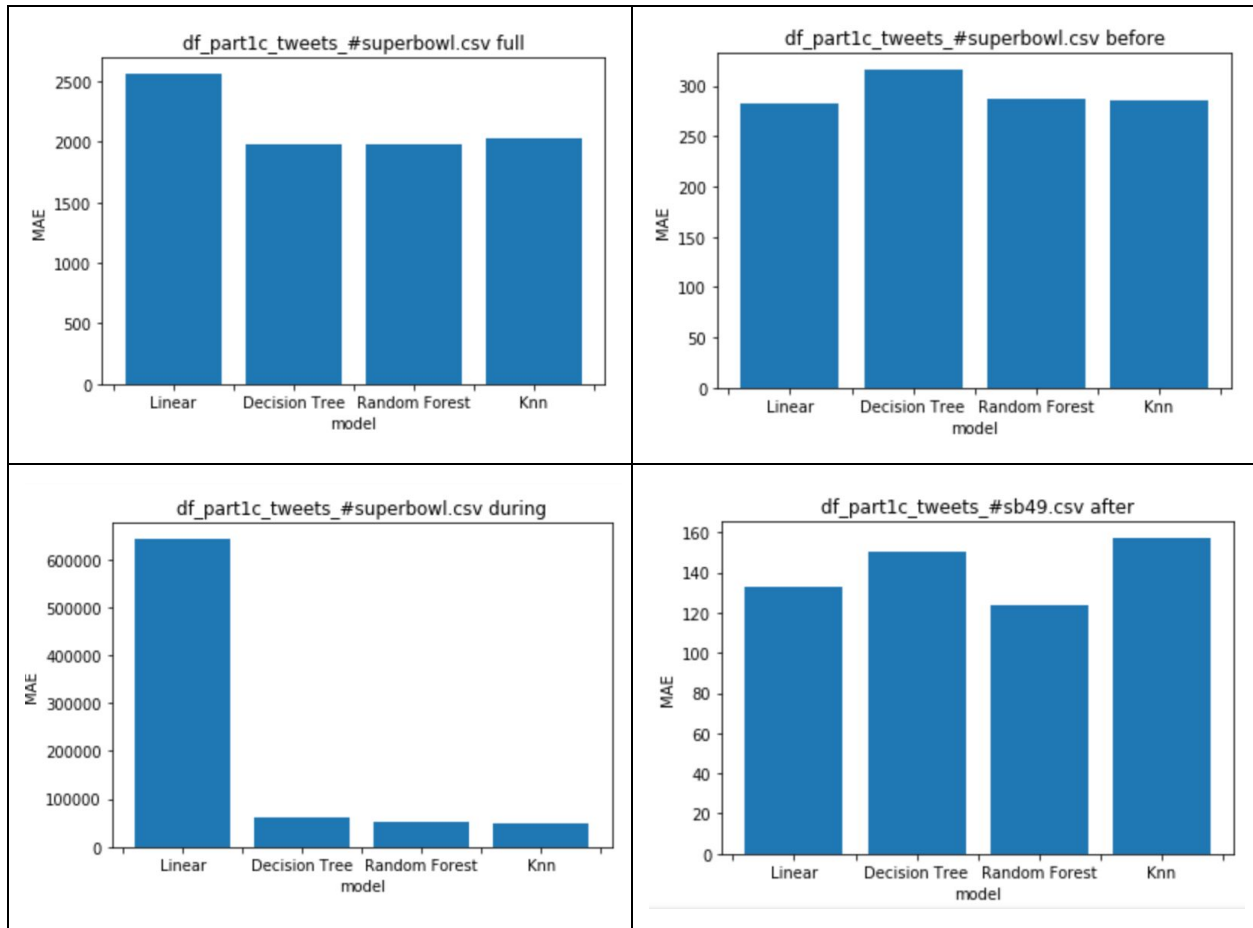 df_part1c_tweets_#superbowl.csv full
MAE
2500
2000
1500
1000
500
0
Linear Decision Tree Random Forest Knn
model
df_part1c_tweets_#superbowl.csv before
MAE
300
250
200
150
100
50
0
Linear Decision Tree Random Forest Knn
model
df_part1c_tweets_#superbowl.csv during
MAE
600000
500000
400000
300000
200000
100000
0
Linear Decision Tree Random Forest Knn
model
df_part1c_tweets_#sb49.csv after
MAE
160
140
120
100
80
60
40
20
0
Linear Decision Tree Random Forest Knn
model